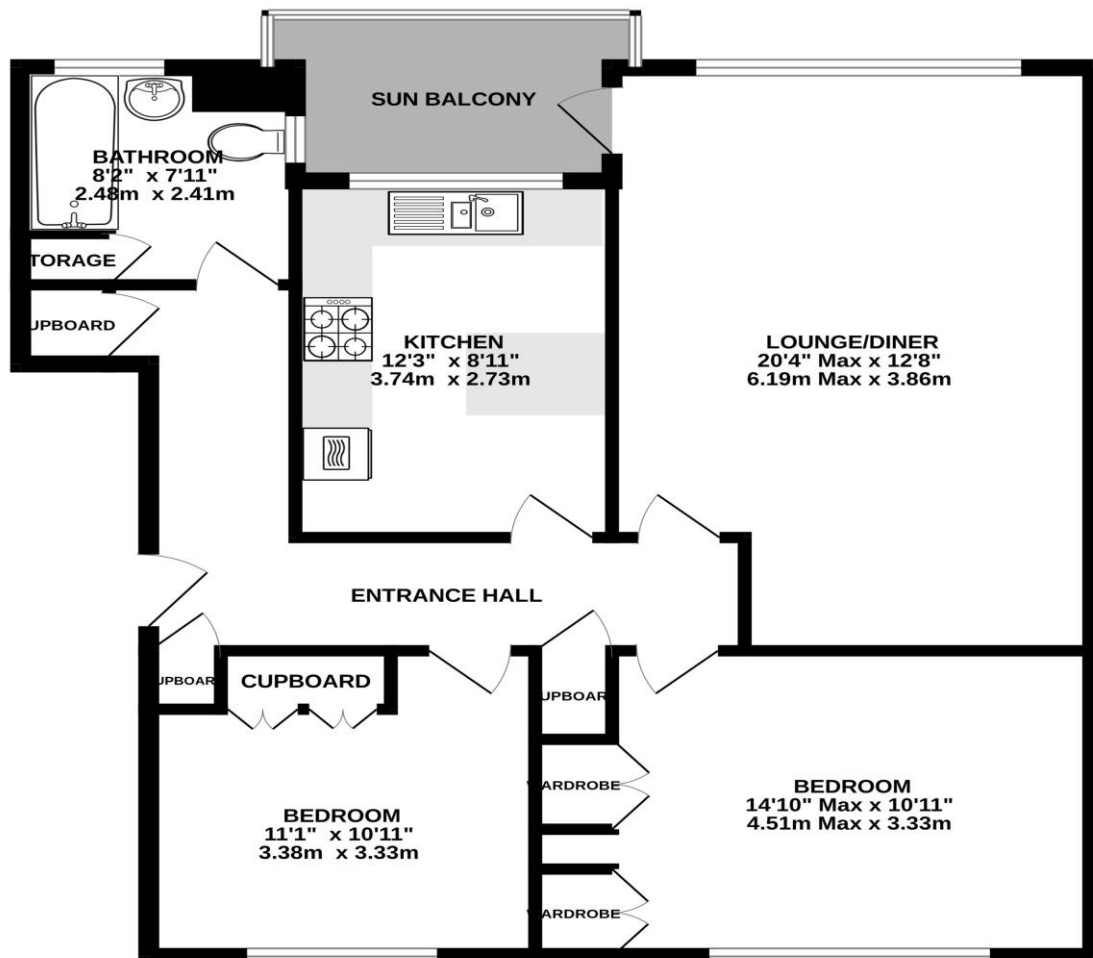 SUN BALCONY
BATHROOM
8'2" x 7'11"
2.48m x 2.41m
TORAGE
UPBOARD
KITCHEN
12'3" x 8'11"
3.74m x 2.73m
LOUNGE/DINER
20'4" Max x 12'8"
6.19m Max x 3.86m
ENTRANCE HALL
UPBOAR
CUPBOARD
UPBOAR
WARDROBE
BEDROOM
11'1" x 10'11"
3.38m x 3.33m
BEDROOM
14'10" Max x 10'11"
4.51m Max x 3.33m
WARDROBE